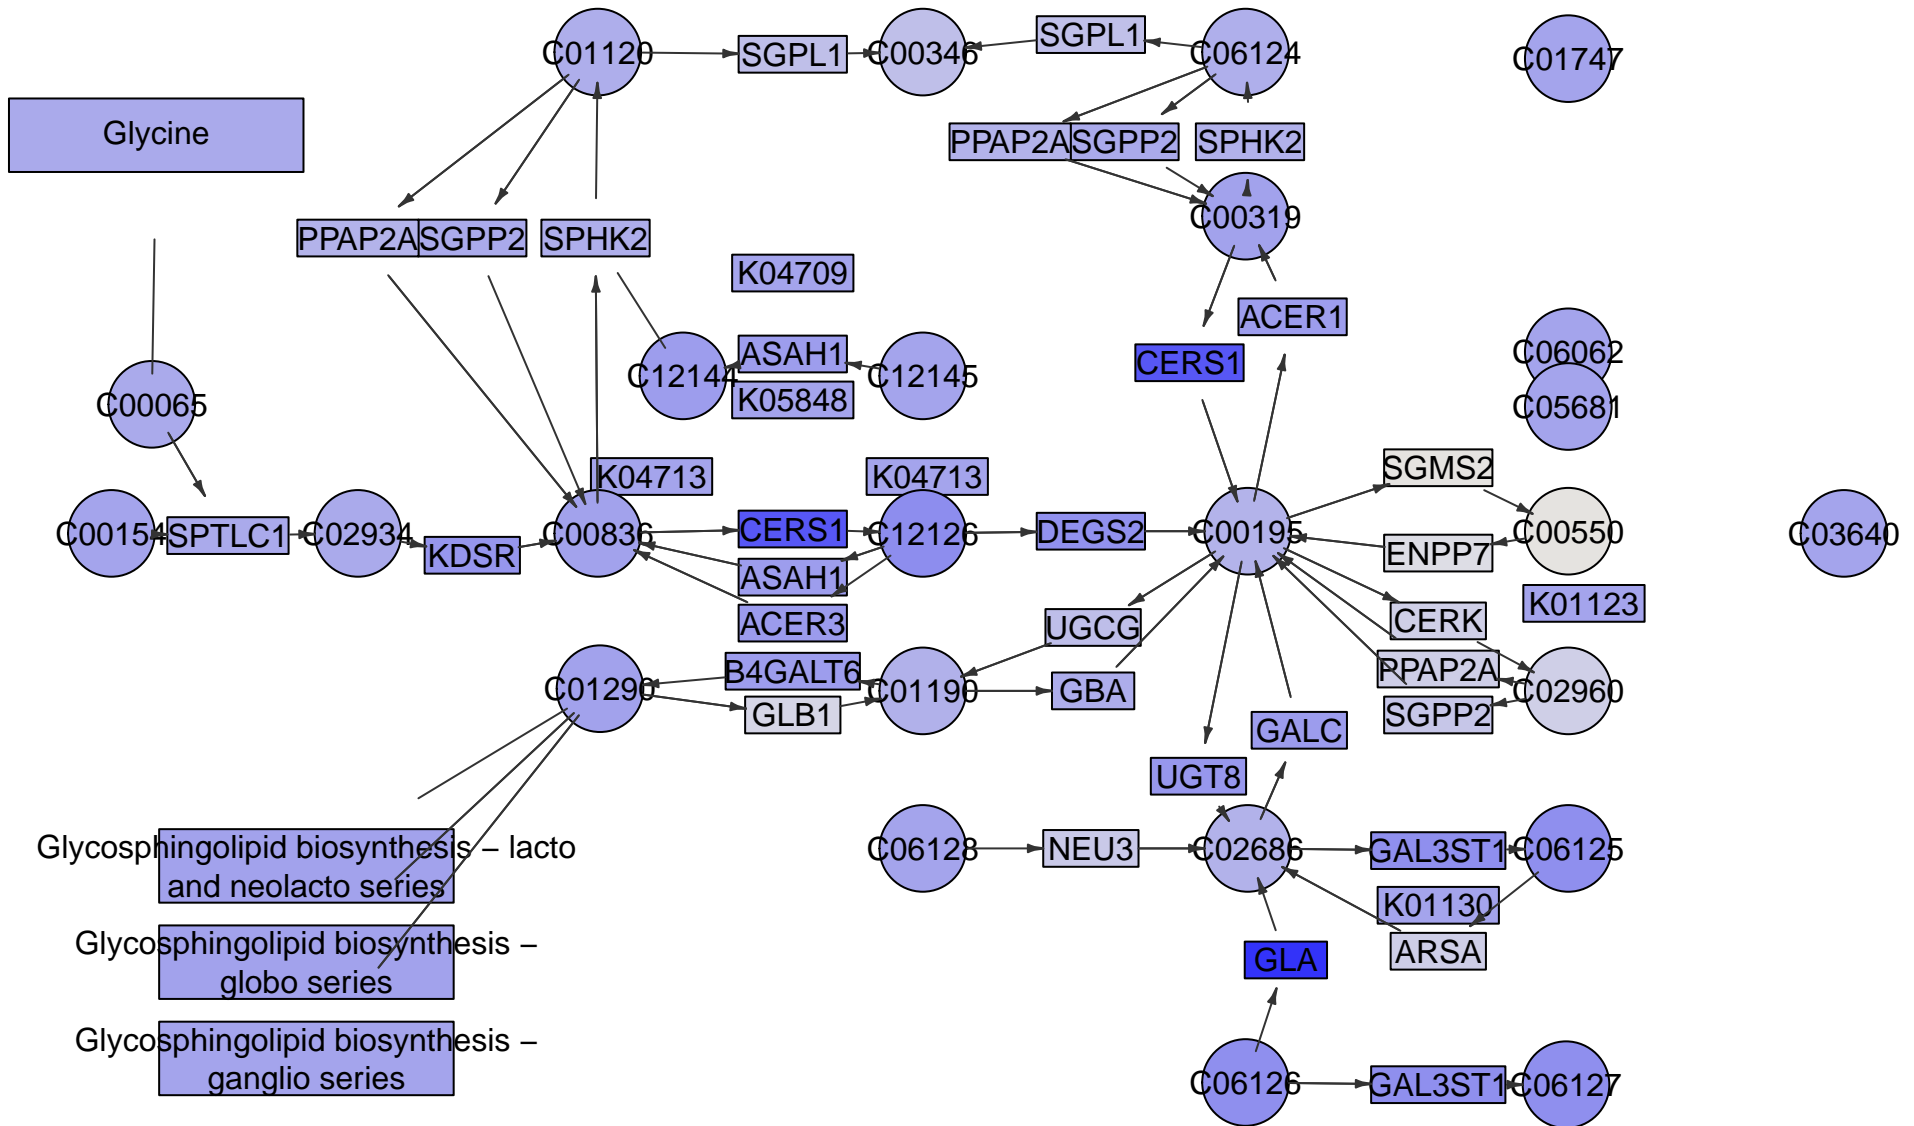 C01120
SGPL1
C00346
SGPL1
C06124
C01747
Glycine
PPAP2A
SGPP2
SPHK2
C00319
PPAP2A
SGPP2
SPHK2
K04709
ACER1
C12144
ASAH1
C12145
K05848
CERS1
C06062
C05681
C00065
K04713
K04713
SGMS2
C00154
SPTLC1
C02934
KDSR
C00836
CERS1
C12126
DEGS2
C00195
C00550
C03640
ENPP7
ASAH1
ACER3
K01123
UGCG
CERK
C01290
B4GALT6
C01190
GBA
PPAP2A
C02960
GLB1
SGPP2
GALC
UGT8
Glycosphingolipid biosynthesis – lacto
and neolacto series
C06128
NEU3
C02686
GAL3ST1
C06125
K01130
Glycosphingolipid biosynthesis –
globo series
GLA
ARSA
Glycosphingolipid biosynthesis –
ganglio series
C06126
GAL3ST1
C06127